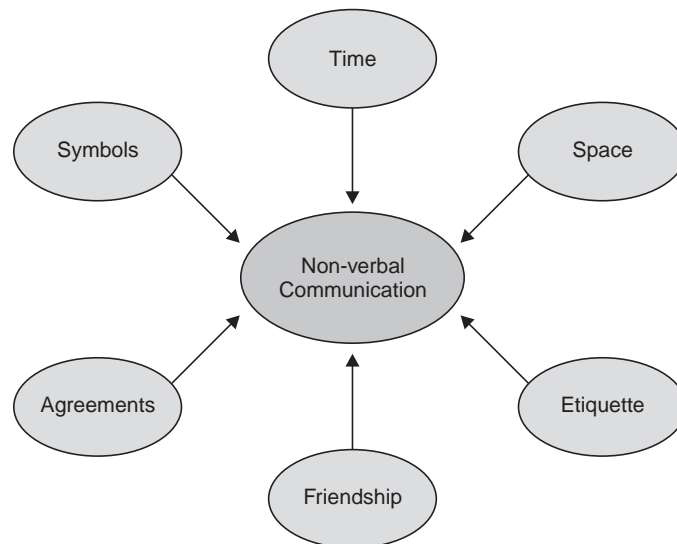 Time
Symbols
Space
Non-verbal
Communication
Agreements
Etiquette
Friendship